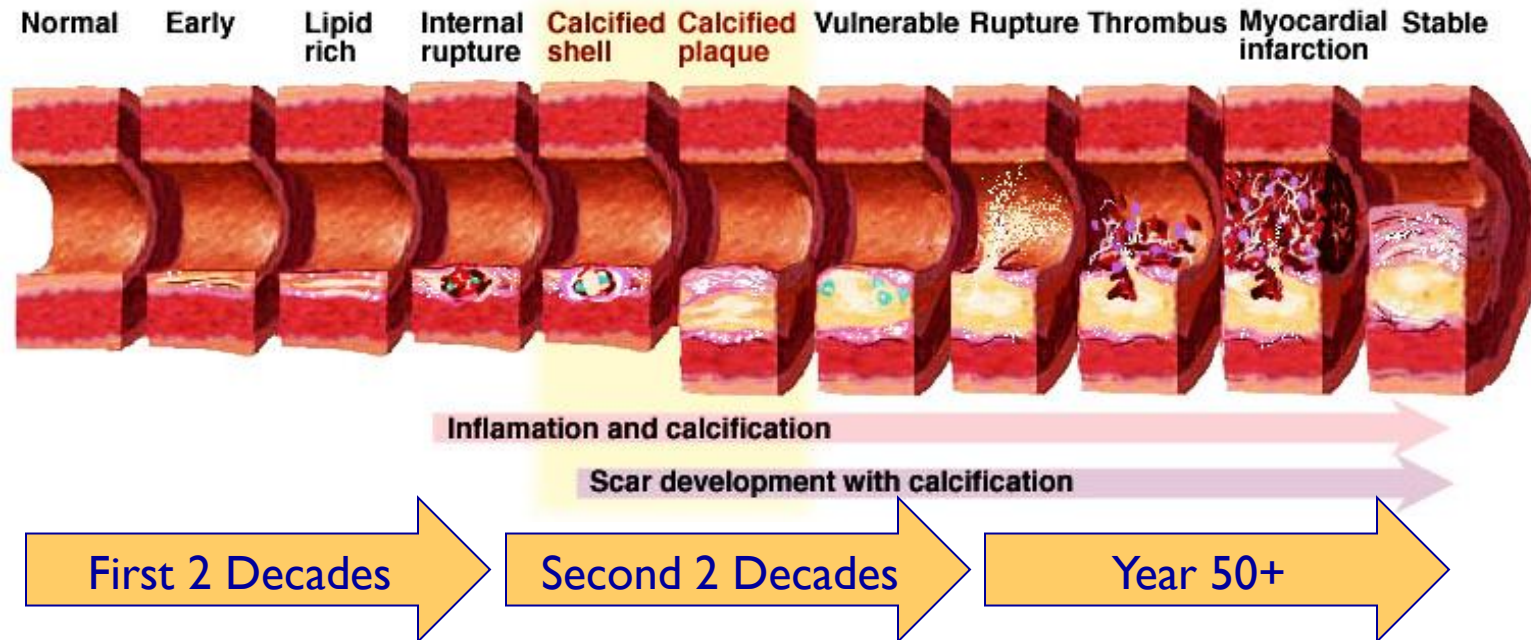 Normal
Early
Lipid
rich
Internal
rupture
Calcified
shell
Calcified
plaque
Vulnerable
Rupture
Thrombus
Myocardial
infarction
Stable
Inflamation and calcification
Scar development with calcification
First 2 Decades
Second 2 Decades
Year 50+